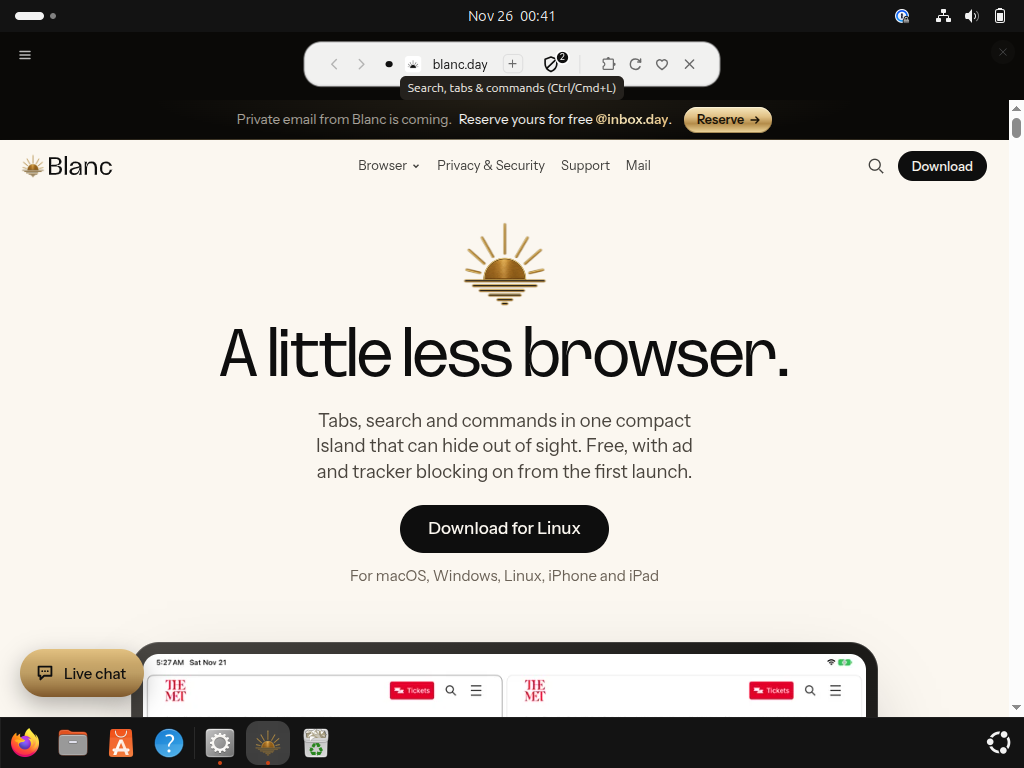 Nov 26 00:41
blanc.day
2
Search, tabs & commands (Ctrl/Cmd+L)
Private email from Blanc is coming. Reserve yours for free @inbox.day. Reserve →
Blanc
Browser Privacy & Security Support Mail
Download
A little less browser.
Tabs, search and commands in one compact
Island that can hide out of sight. Free, with ad
and tracker blocking on from the first launch.
Download for Linux
For macOS, Windows, Linux, iPhone and iPad
5:27 AM Sat Nov 21
Live chat
THE
MET
Tickets
THE
MET
Tickets